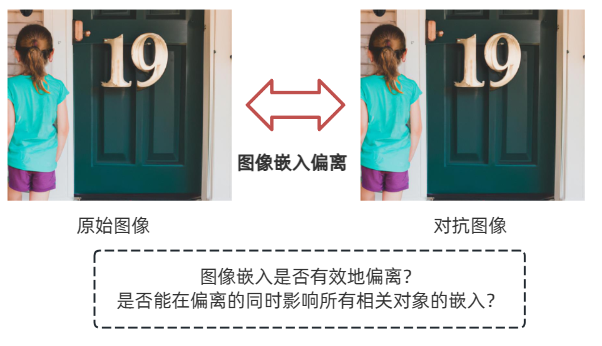 19
19
图像嵌入偏离
原始图像
对抗图像
图像嵌入是否有效地偏离？
是否能在偏离的同时影响所有相关对象的嵌入？